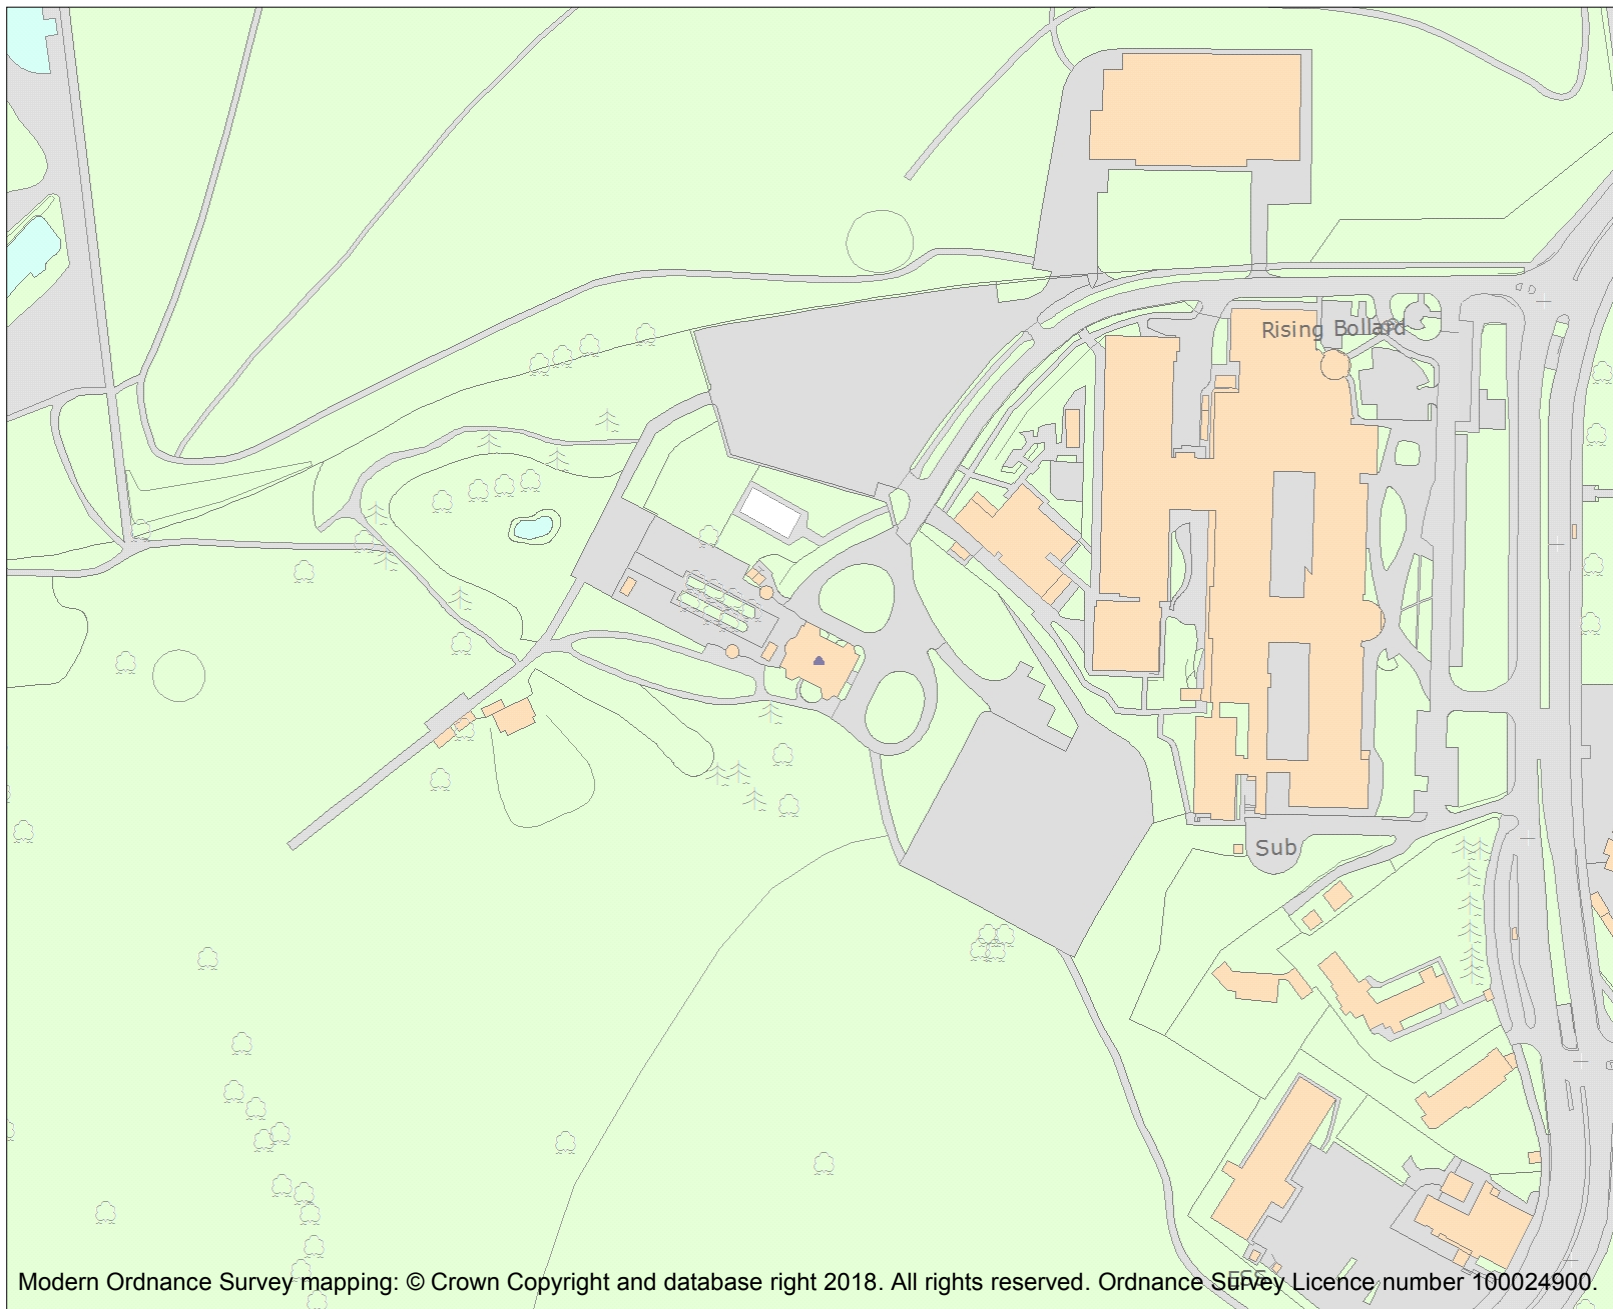 Rising Bollard
Sub
ESS
Modern Ordnance Survey mapping: © Crown Copyright and database right 2018. All rights reserved. Ordnance Survey Licence number 100024900.